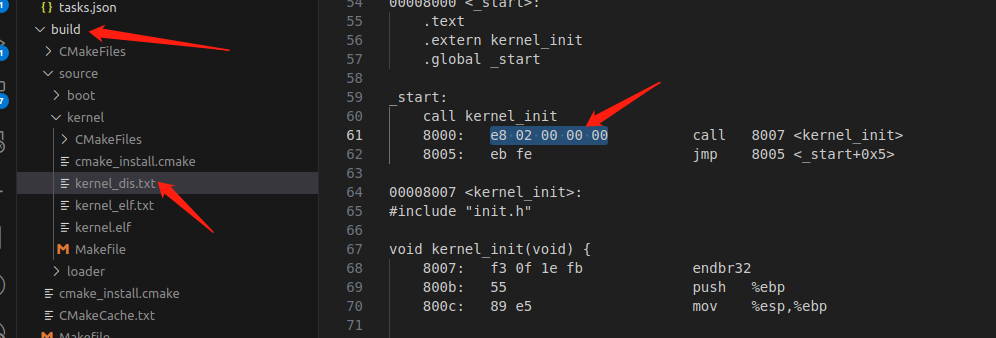 tasks.json
build
CMakeFiles
source
boot
kernel
CMakeFiles
cmake_install.cmake
kernel_dis.txt
kernel_elf.txt
kernel.elf
Makefile
loader
cmake_install.cmake
CMakeCache.txt
Makefile
54 00008000 <_start>:
55 .text
56 .extern kernel_init
57 .global _start
58
59 _start:
60 call kernel_init
61 8000: e8 02 00 00 00 call 8007 <kernel_init>
62 8005: eb fe jmp 8005 <_start+0x5>
63
64 00008007 <kernel_init>:
65 #include "init.h"
66
67 void kernel_init(void) {
68 8007: f3 0f 1e fb endbr32
69 800b: 55 push %ebp
70 800c: 89 e5 mov %esp,%ebp
71